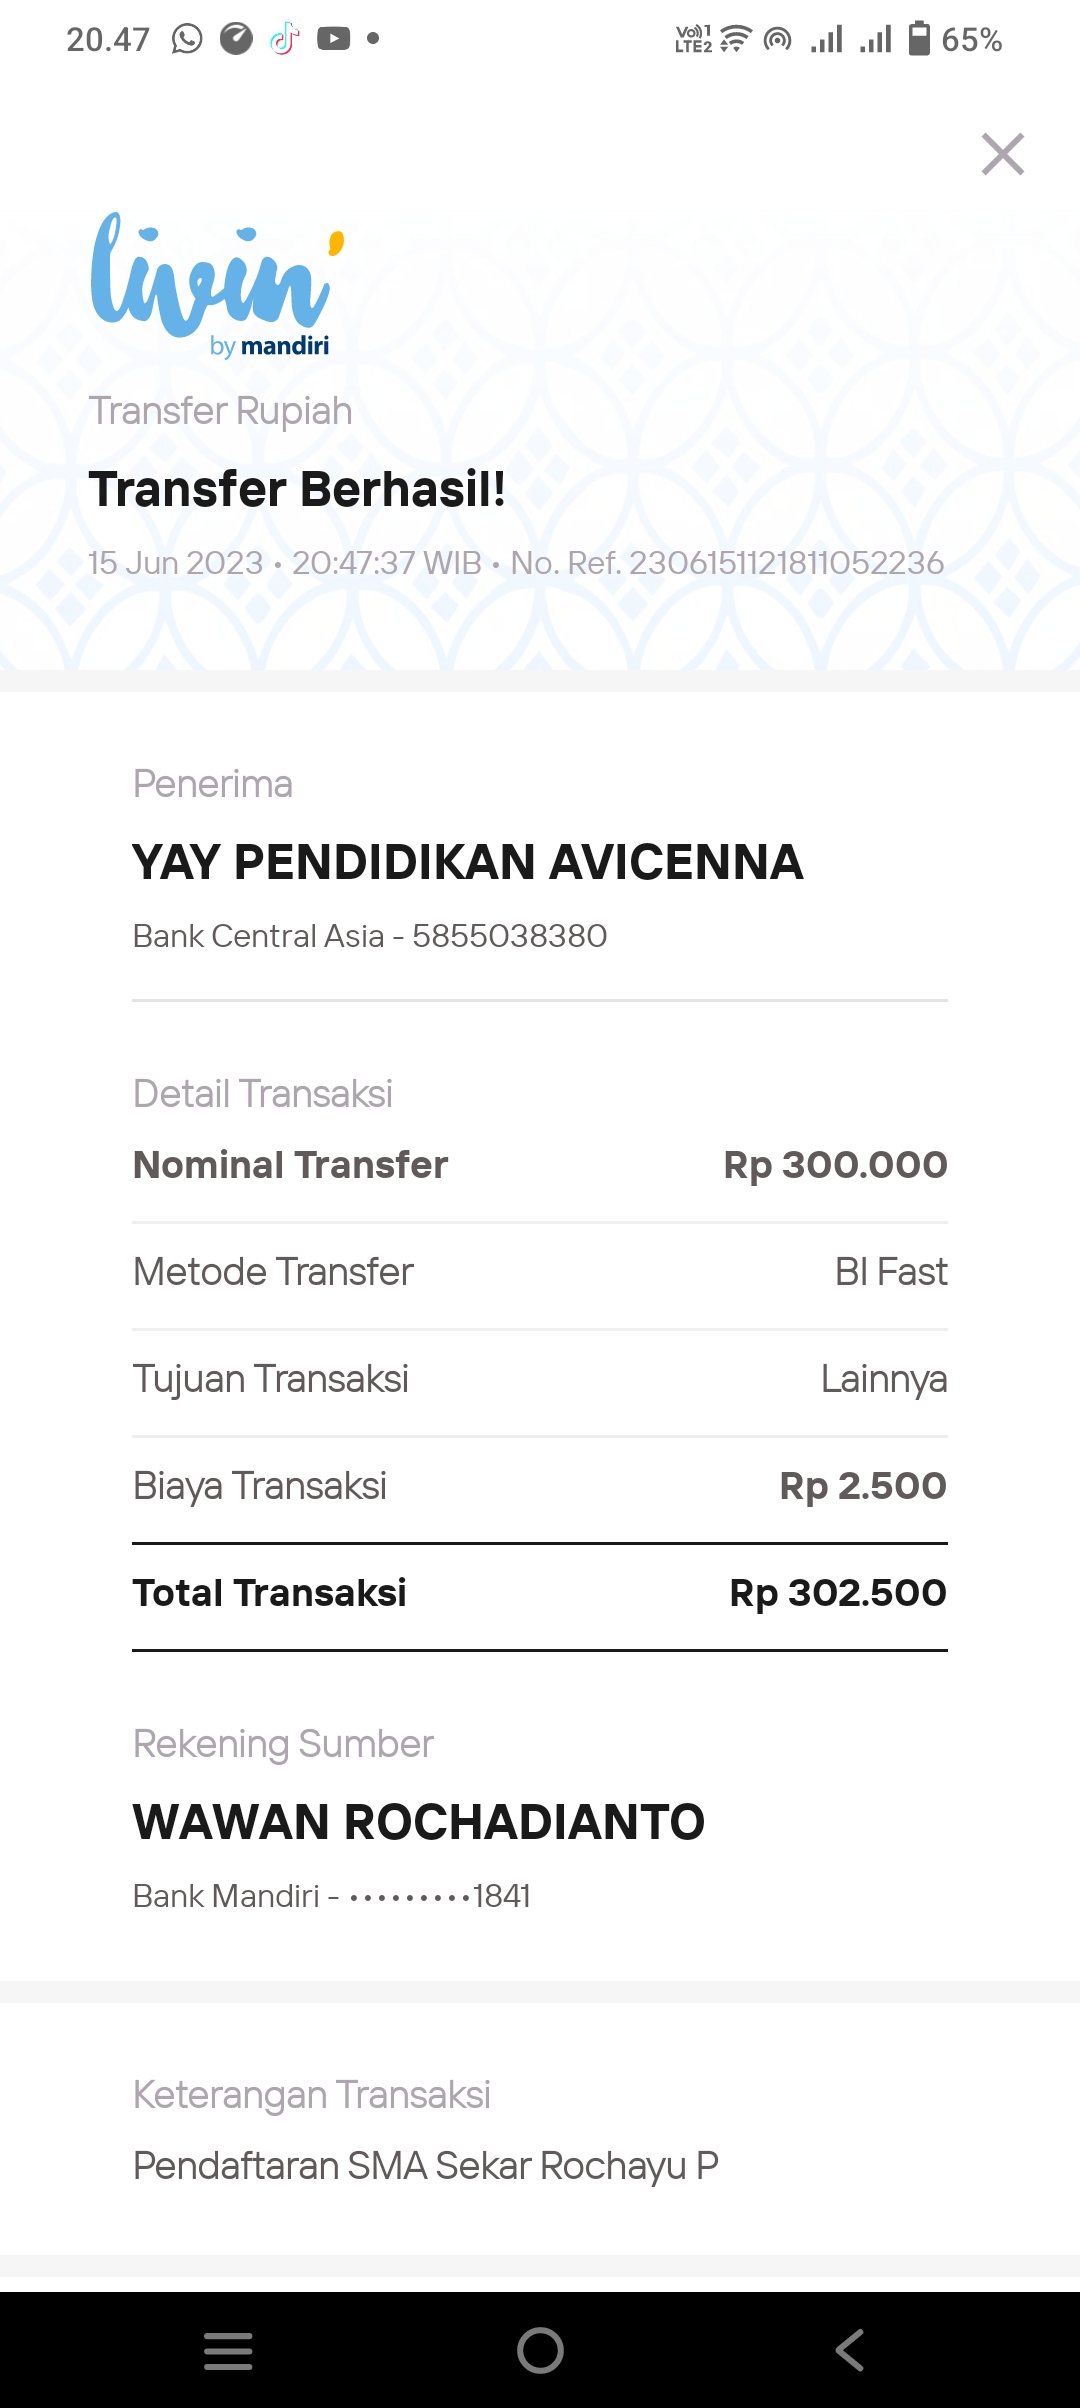 20.47
Vo)) 1
LTE2
65%
livin'
by mandiri
Transfer Rupiah
Transfer Berhasil!
15 Jun 2023 • 20:47:37 WIB • No. Ref. 2306151121811052236
Penerima
YAY PENDIDIKAN AVICENNA
Bank Central Asia - 5855038380
Detail Transaksi
Nominal Transfer Rp 300.000
Metode Transfer BI Fast
Tujuan Transaksi Lainnya
Biaya Transaksi Rp 2.500
Total Transaksi Rp 302.500
Rekening Sumber
WAWAN ROCHADIANTO
Bank Mandiri - •••••••••1841
Keterangan Transaksi
Pendaftaran SMA Sekar Rochayu P